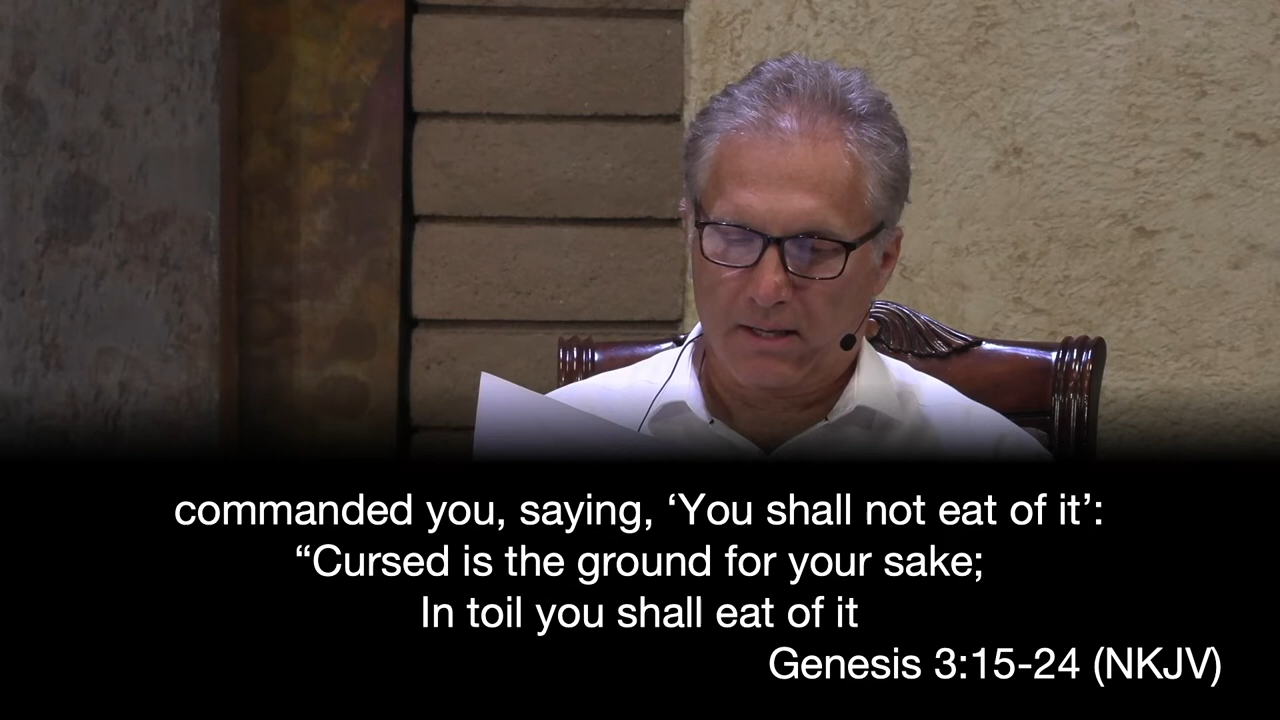 commanded you, saying, ‘You shall not eat of it’:
“Cursed is the ground for your sake;
In toil you shall eat of it
Genesis 3:15-24 (NKJV)